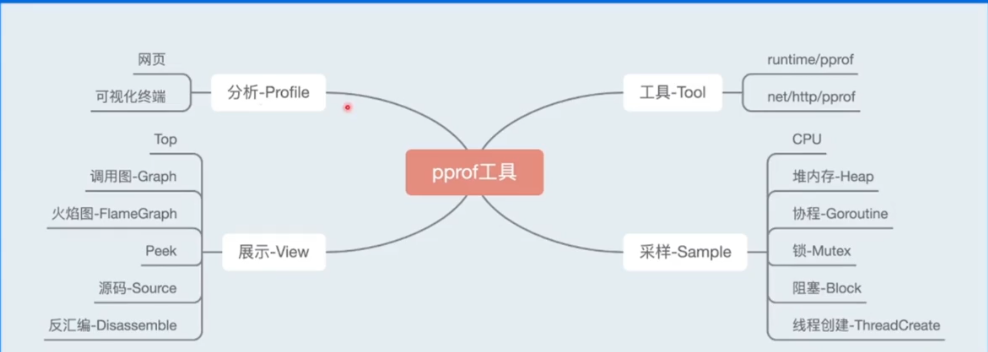 pprof工具
分析-Profile
网页
可视化终端
工具-Tool
runtime/pprof
net/http/pprof
展示-View
Top
调用图-Graph
火焰图-FlameGraph
Peek
源码-Source
反汇编-Disassemble
采样-Sample
CPU
堆内存-Heap
协程-Goroutine
锁-Mutex
阻塞-Block
线程创建-ThreadCreate